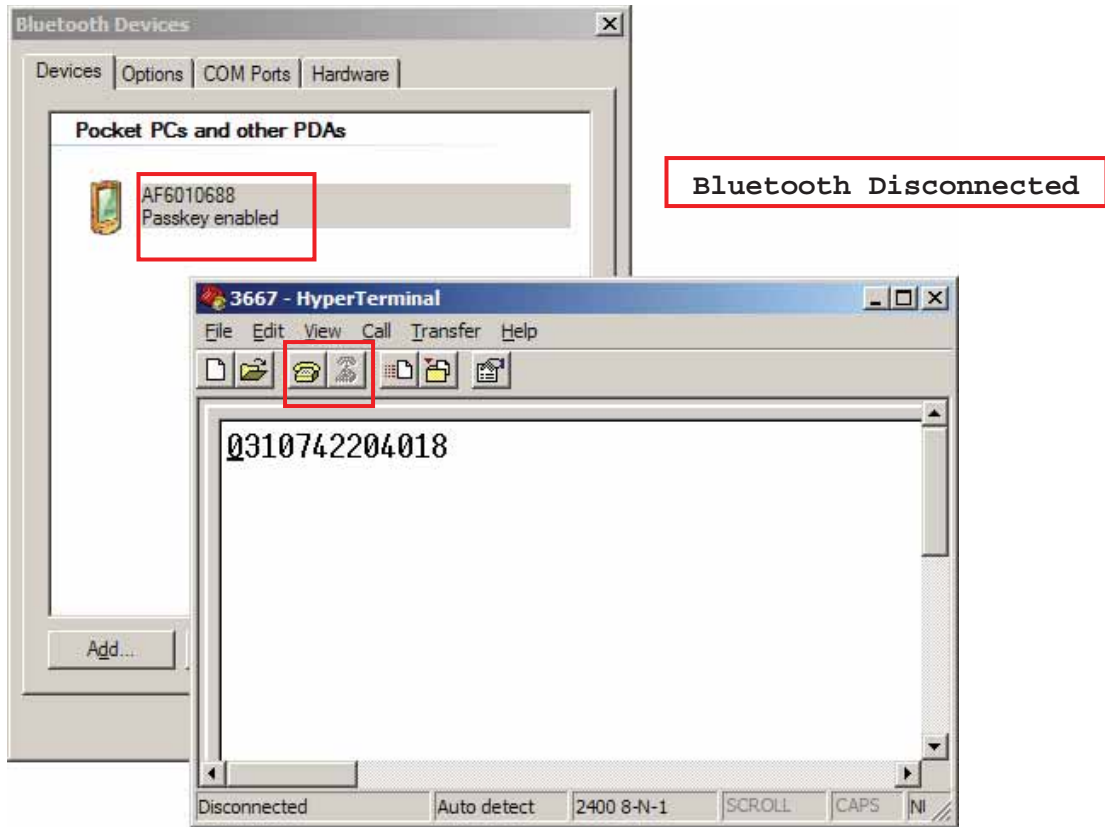 Bluetooth Devices
Devices Options COM Ports Hardware
Pocket PCs and other PDAs
AF6010688
Passkey enabled
Bluetooth Disconnected
3667 - HyperTerminal
File Edit View Call Transfer Help
0310742204018
Add...
Disconnected Auto detect 2400 8-N-1 SCROLL CAPS